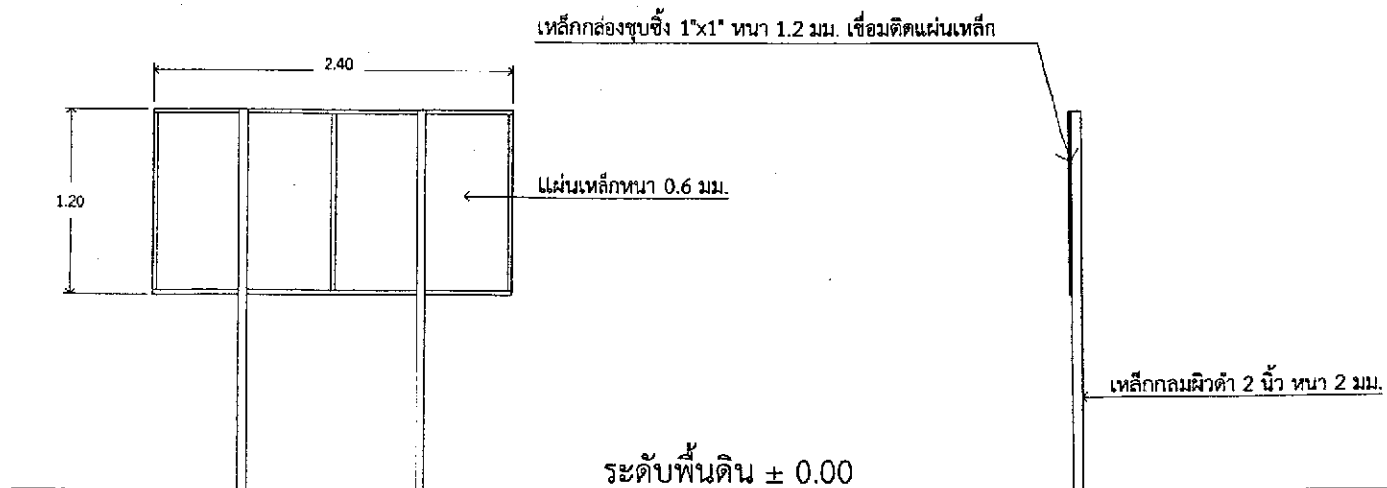 เหล็กกล่องชุบซิ้ง 1"x1" หนา 1.2 มม. เชื่อมติดแผ่นเหล็ก
2.40
1.20
แผ่นเหล็กหนา 0.6 มม.
เหล็กกลมผิวดำ 2 นิ้ว หนา 2 มม.
ระดับพื้นดิน ± 0.00